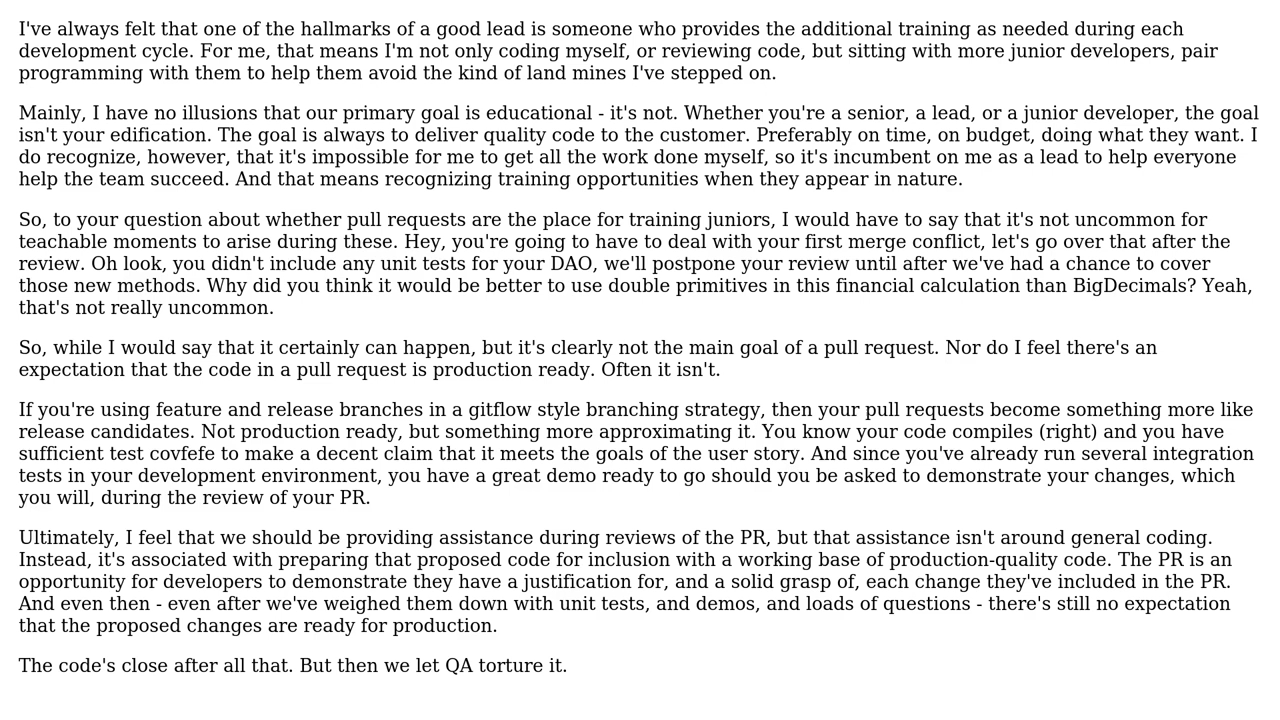 I've always felt that one of the hallmarks of a good lead is someone who provides the additional training as needed during each
development cycle. For me, that means I'm not only coding myself, or reviewing code, but sitting with more junior developers, pair
programming with them to help them avoid the kind of land mines I've stepped on.
Mainly, I have no illusions that our primary goal is educational - it's not. Whether you're a senior, a lead, or a junior developer, the goal
isn't your edification. The goal is always to deliver quality code to the customer. Preferably on time, on budget, doing what they want. I
do recognize, however, that it's impossible for me to get all the work done myself, so it's incumbent on me as a lead to help everyone
help the team succeed. And that means recognizing training opportunities when they appear in nature.
So, to your question about whether pull requests are the place for training juniors, I would have to say that it's not uncommon for
teachable moments to arise during these. Hey, you're going to have to deal with your first merge conflict, let's go over that after the
review. Oh look, you didn't include any unit tests for your DAO, we'll postpone your review until after we've had a chance to cover
those new methods. Why did you think it would be better to use double primitives in this financial calculation than BigDecimals? Yeah,
that's not really uncommon.
So, while I would say that it certainly can happen, but it's clearly not the main goal of a pull request. Nor do I feel there's an
expectation that the code in a pull request is production ready. Often it isn't.
If you're using feature and release branches in a gitflow style branching strategy, then your pull requests become something more like
release candidates. Not production ready, but something more approximating it. You know your code compiles (right) and you have
sufficient test covfefe to make a decent claim that it meets the goals of the user story. And since you've already run several integration
tests in your development environment, you have a great demo ready to go should you be asked to demonstrate your changes, which
you will, during the review of your PR.
Ultimately, I feel that we should be providing assistance during reviews of the PR, but that assistance isn't around general coding.
Instead, it's associated with preparing that proposed code for inclusion with a working base of production-quality code. The PR is an
opportunity for developers to demonstrate they have a justification for, and a solid grasp of, each change they've included in the PR.
And even then - even after we've weighed them down with unit tests, and demos, and loads of questions - there's still no expectation
that the proposed changes are ready for production.
The code's close after all that. But then we let QA torture it.